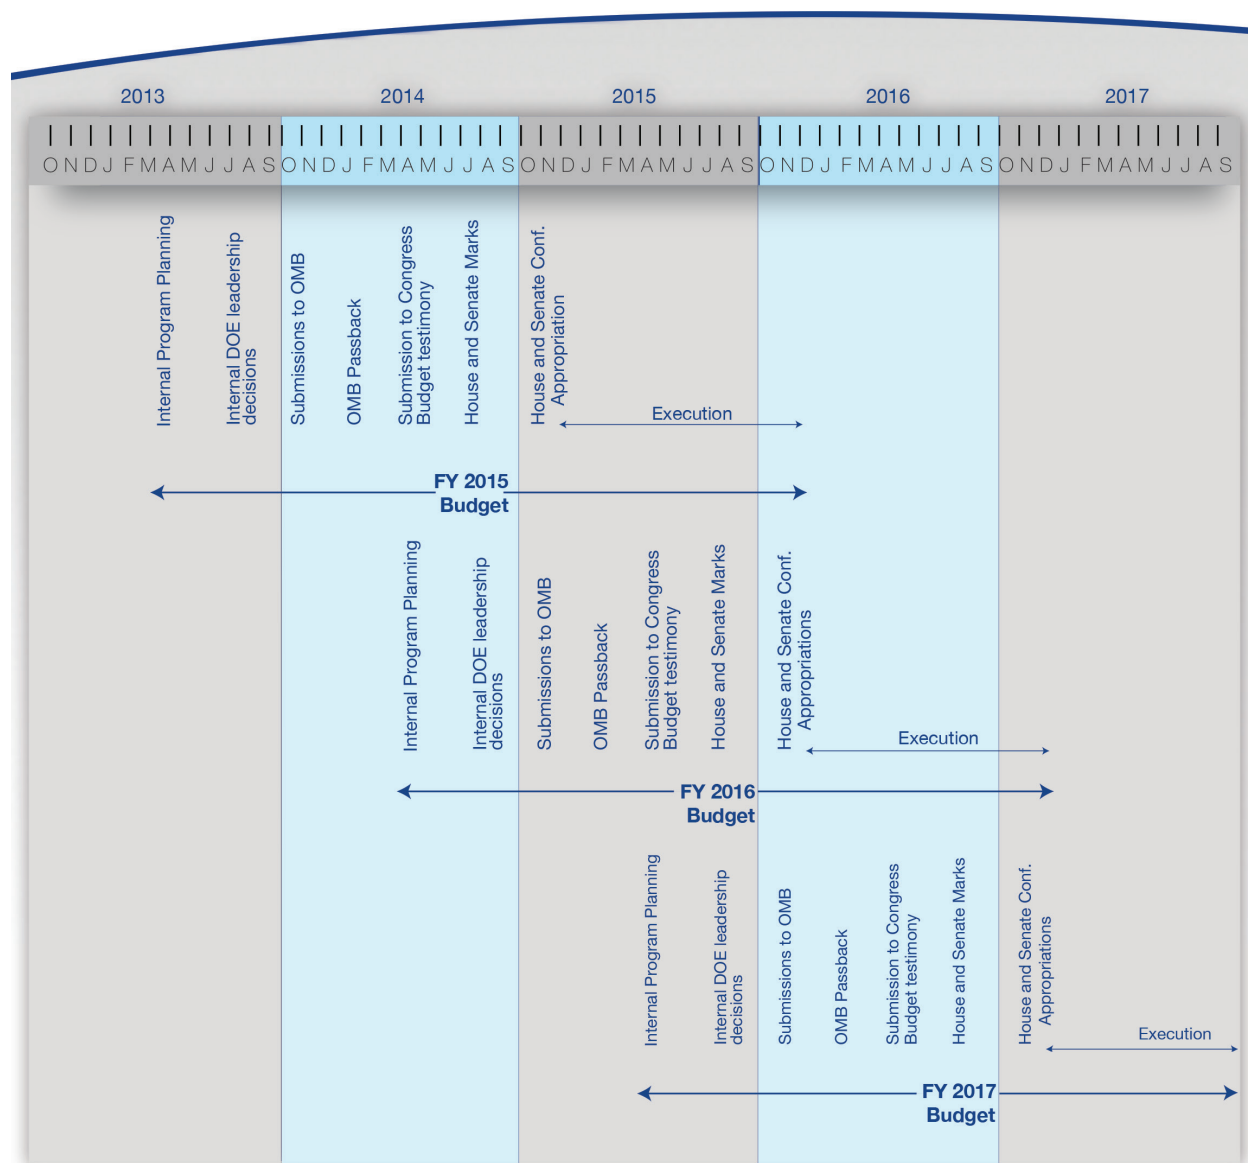 2013 2014 2015 2016 2017
O N D J F M A M J J A S O N D J F M A M J J A S O N D J F M A M J J A S O N D J F M A M J J A S O N D J F M A M J J A S
Internal Program Planning
Internal DOE leadership
decisions
Submissions to OMB
OMB Passback
Submission to Congress
Budget testimony
House and Senate Marks
House and Senate Conf.
Appropriation
Execution
FY 2015
Budget
Internal Program Planning
Internal DOE leadership
decisions
Submissions to OMB
OMB Passback
Submission to Congress
Budget testimony
House and Senate Marks
House and Senate Conf.
Appropriations
Execution
FY 2016
Budget
Internal Program Planning
Internal DOE leadership
decisions
Submissions to OMB
OMB Passback
Submission to Congress
Budget testimony
House and Senate Marks
House and Senate Conf.
Appropriations
Execution
FY 2017
Budget